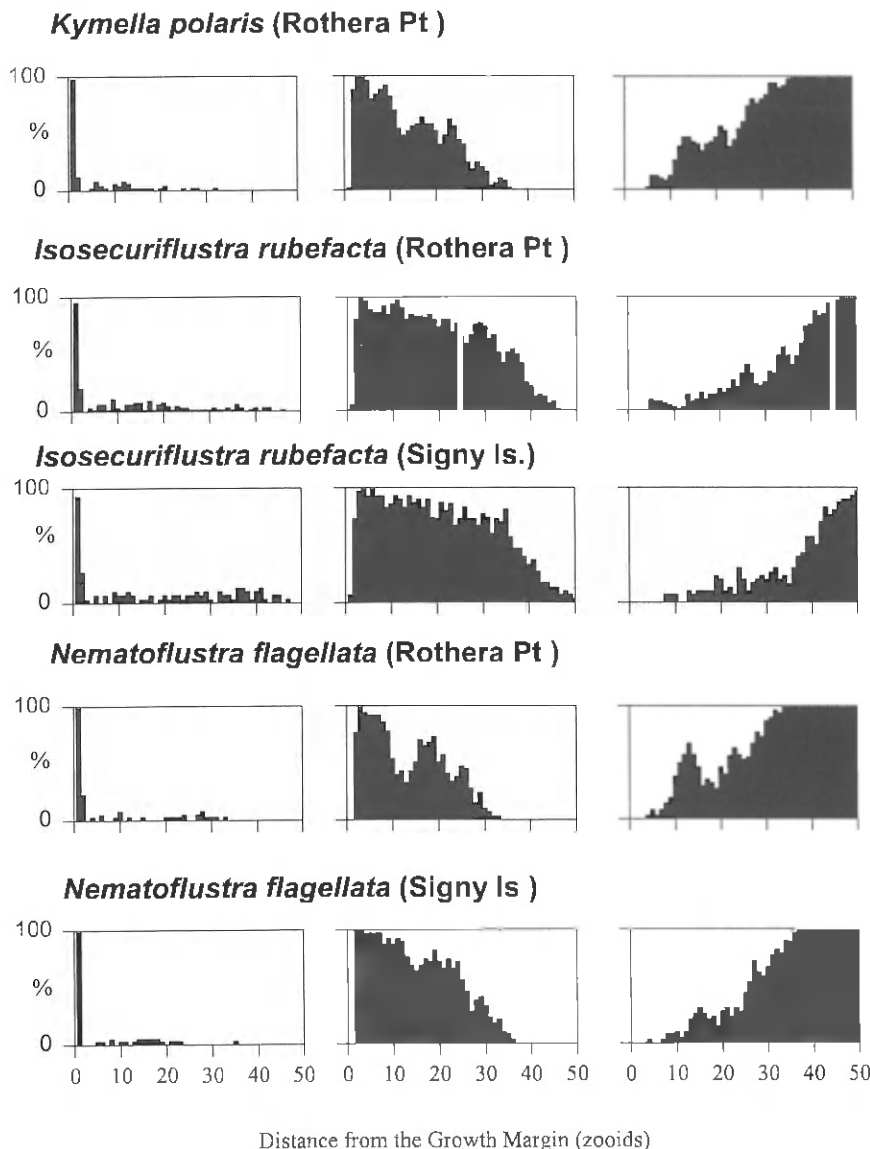 Kymella polaris (Rothera Pt )
100
%
0
Isosecuriflustra rubefacta (Rothera Pt )
100
%
0
Isosecuriflustra rubefacta (Signy Is.)
100
%
0
Nematoflustra flagellata (Rothera Pt )
100
%
0
Nematoflustra flagellata (Signy Is )
100
%
0
0 10 20 30 40 50 0 10 20 30 40 50 0 10 20 30 40 50
Distance from the Growth Margin (zooids)